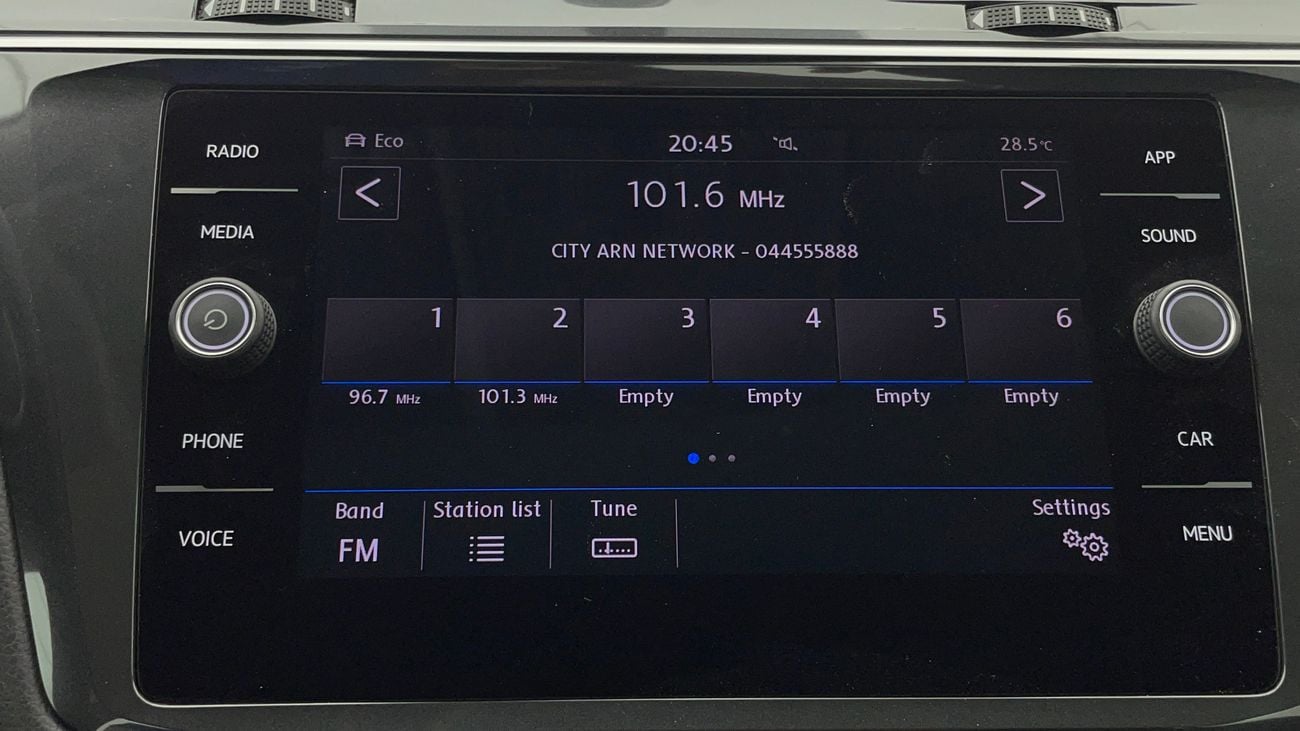 RADIO
MEDIA
PHONE
VOICE
Eco
20:45
28.5°C
< 101.6 MHz >
CITY ARN NETWORK - 044555888
1 2 3 4 5 6
96.7 MHz 101.3 MHz Empty Empty Empty Empty
Band Station list Tune Settings
FM
APP
SOUND
CAR
MENU